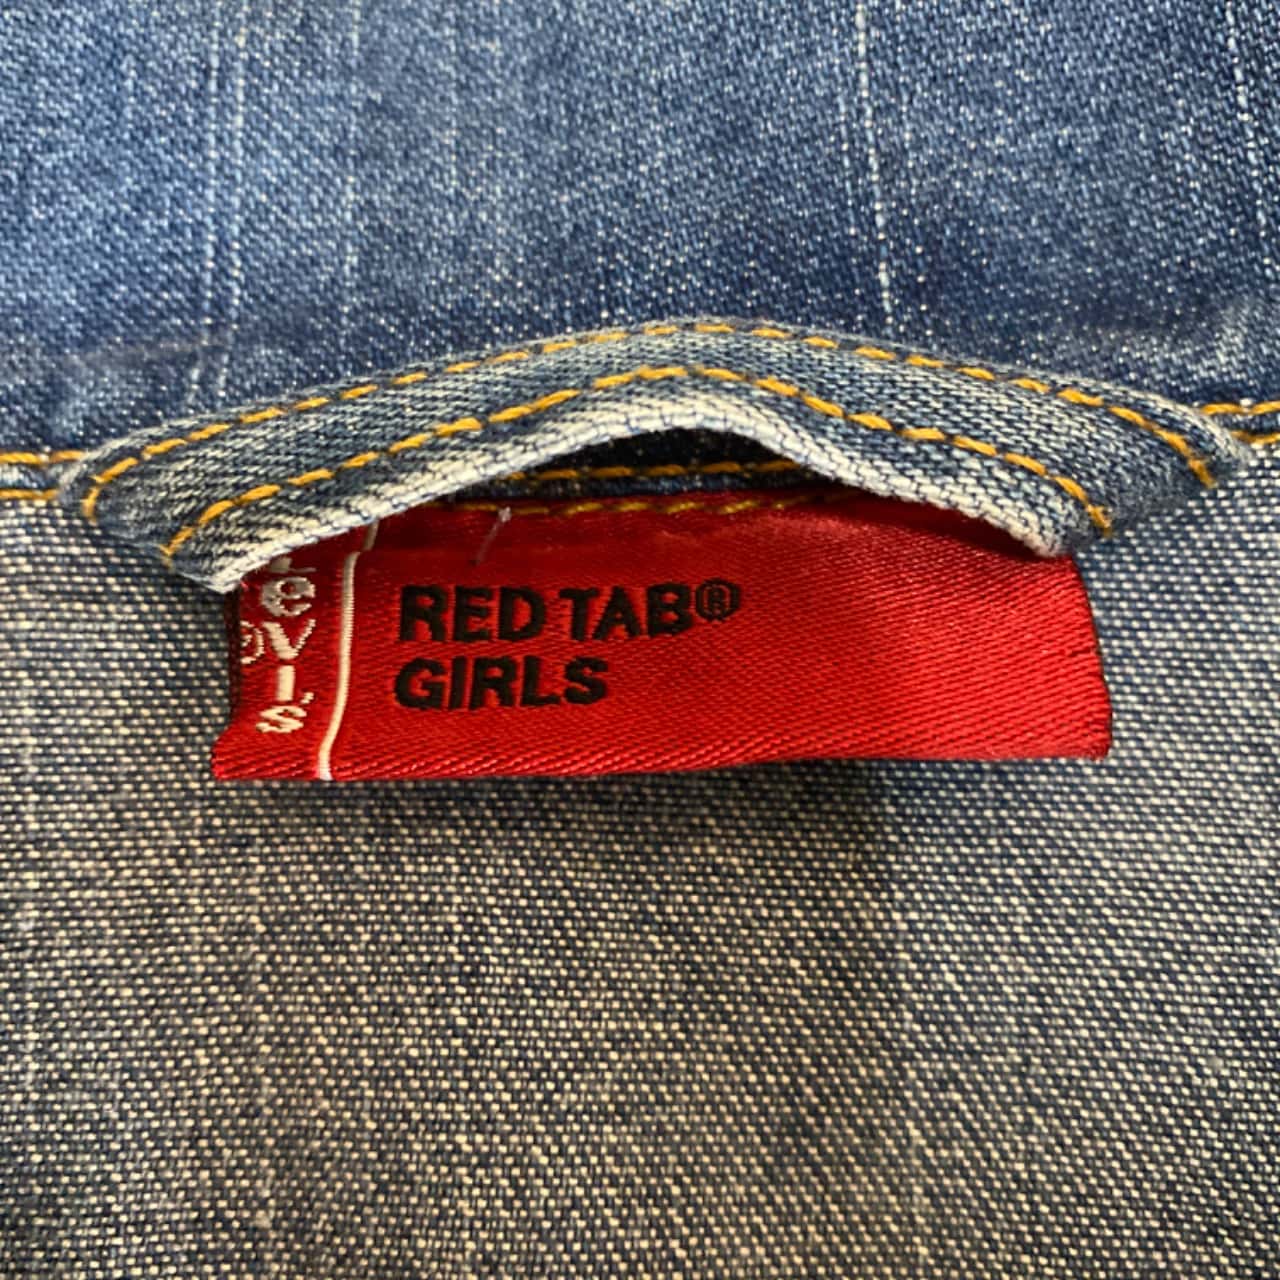 LeVI'S
®
RED TAB®
GIRLS